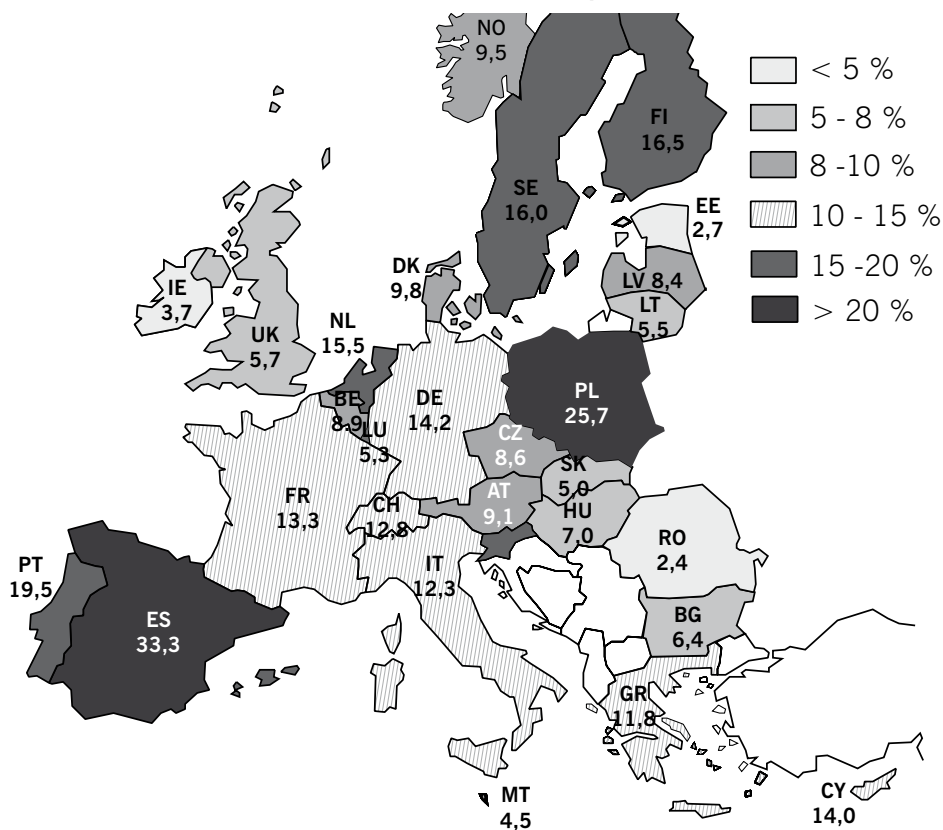 NO
9,5
< 5 %
5 - 8 %
8 -10 %
10 - 15 %
15 -20 %
> 20 %
FI
16,5
SE
16,0
EE
2,7
DK
9,8
LV 8,4
LT
5,5
IE
3,7
UK
5,7
NL
15,5
BE
8,9
LU
5,3
DE
14,2
PL
25,7
CZ
8,6
SK
5,0
AT
9,1
HU
7,0
FR
13,3
CH
12,8
RO
2,4
IT
12,3
PT
19,5
ES
33,3
BG
6,4
GR
11,8
MT
4,5
CY
14,0